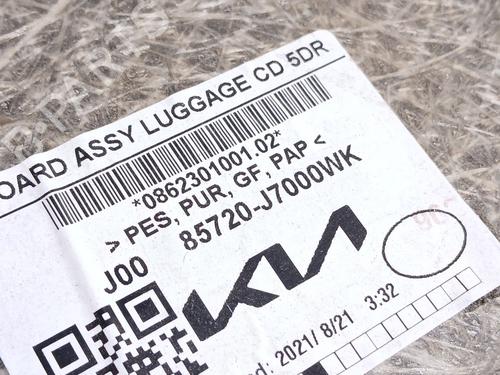 OARD ASSY LUGGAGE CD 5DR
*0862301001.02*
> PES, PUR, GF, PAP <
J00 85720-J7000WK
KIA
d: 2021/ 8/21 3:32